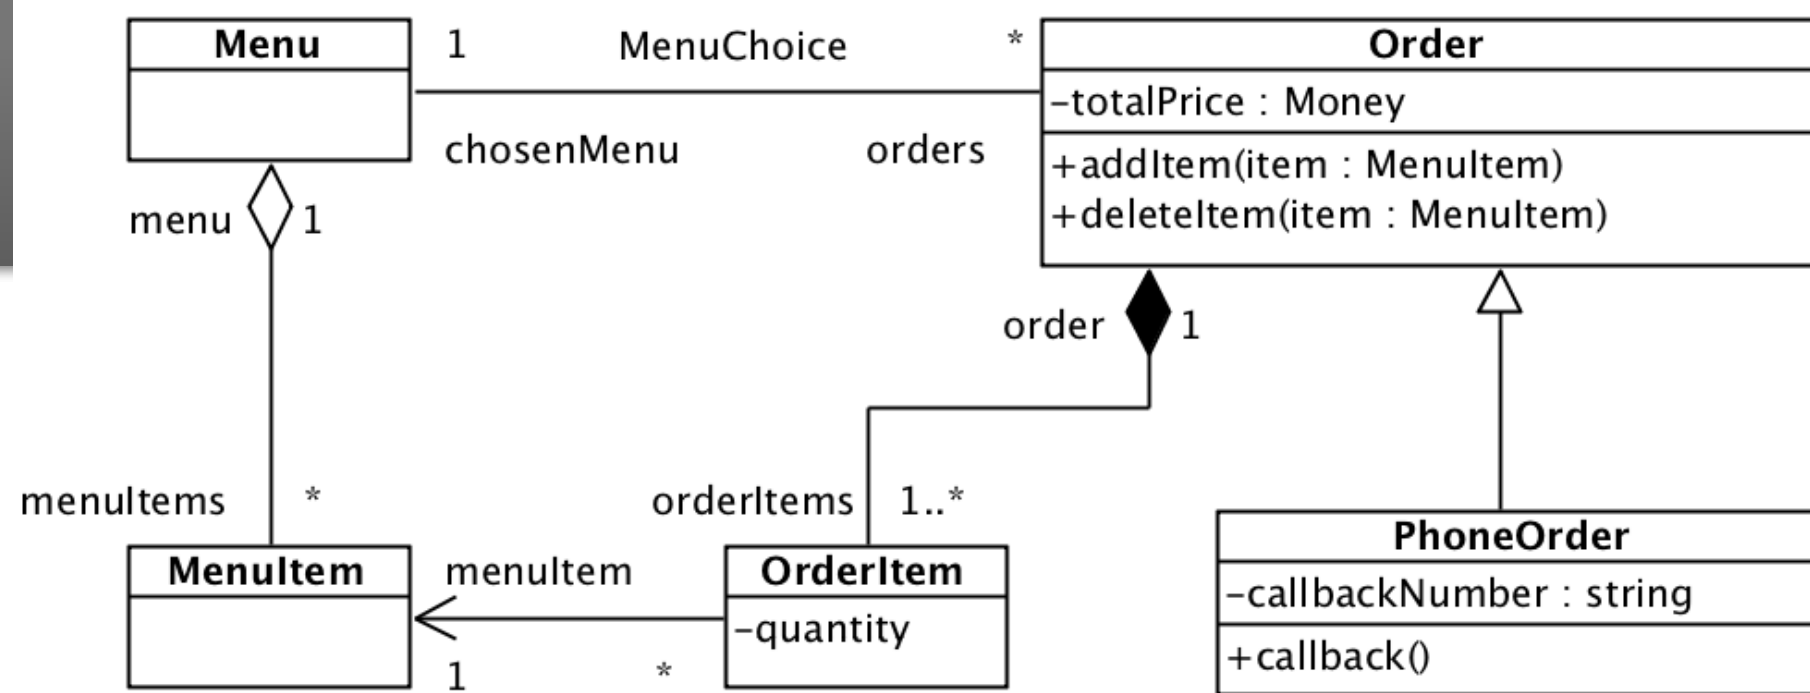 Menu
1 MenuChoice *
chosenMenu orders
Order
-totalPrice : Money
+addItem(item : MenuItem)
+deleteItem(item : MenuItem)
menu 1
order 1
menuItems *
orderItems 1..*
MenuItem
menuItem
1 *
OrderItem
-quantity
PhoneOrder
-callbackNumber : string
+callback()